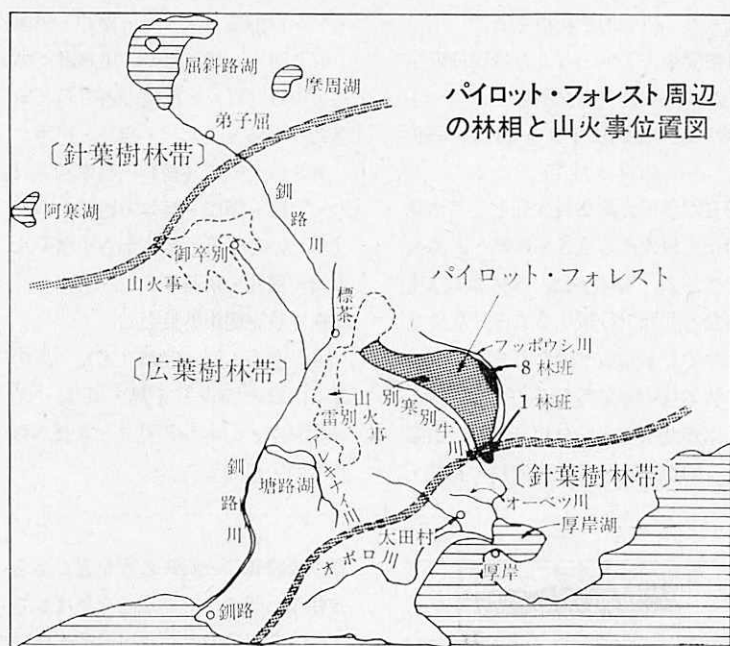 パイロット・フォレスト周辺
の林相と山火事位置図
屈斜路湖
摩周湖
弟子屈
〔針葉樹林帯〕
阿寒湖
釧路川
御卒別
山火事
標茶
パイロット・フォレスト
フッポウシ川
8林班
1林班
〔広葉樹林帯〕
山火事
雷別
別寒別牛川
〔針葉樹林帯〕
塘路湖
釧路川
オーベツ川
太田村
厚岸湖
厚岸
オボロ川
釧路